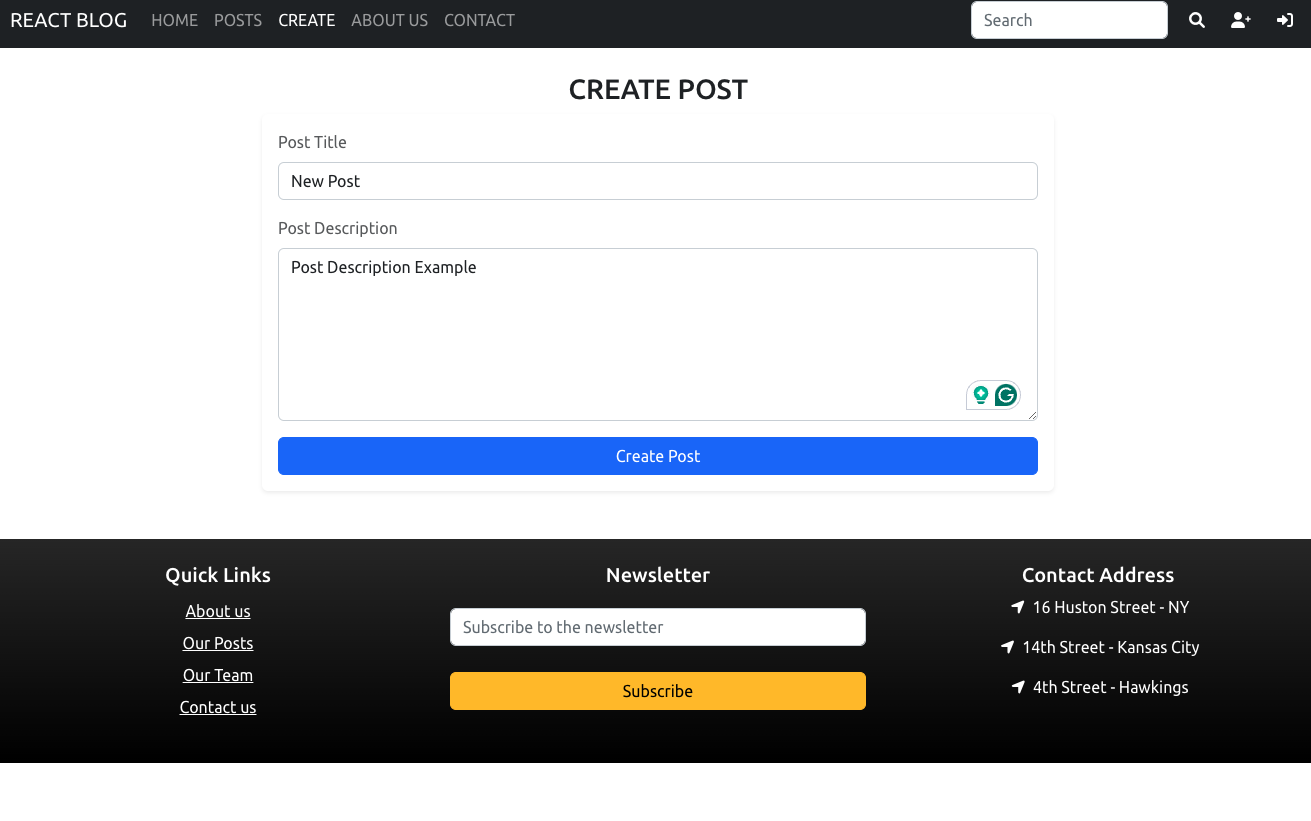 REACT BLOG HOME POSTS CREATE ABOUT US CONTACT Search
CREATE POST
Post Title
New Post
Post Description
Post Description Example
Create Post
Quick Links
About us
Our Posts
Our Team
Contact us
Newsletter
Subscribe to the newsletter
Subscribe
Contact Address
16 Huston Street - NY
14th Street - Kansas City
4th Street - Hawkings